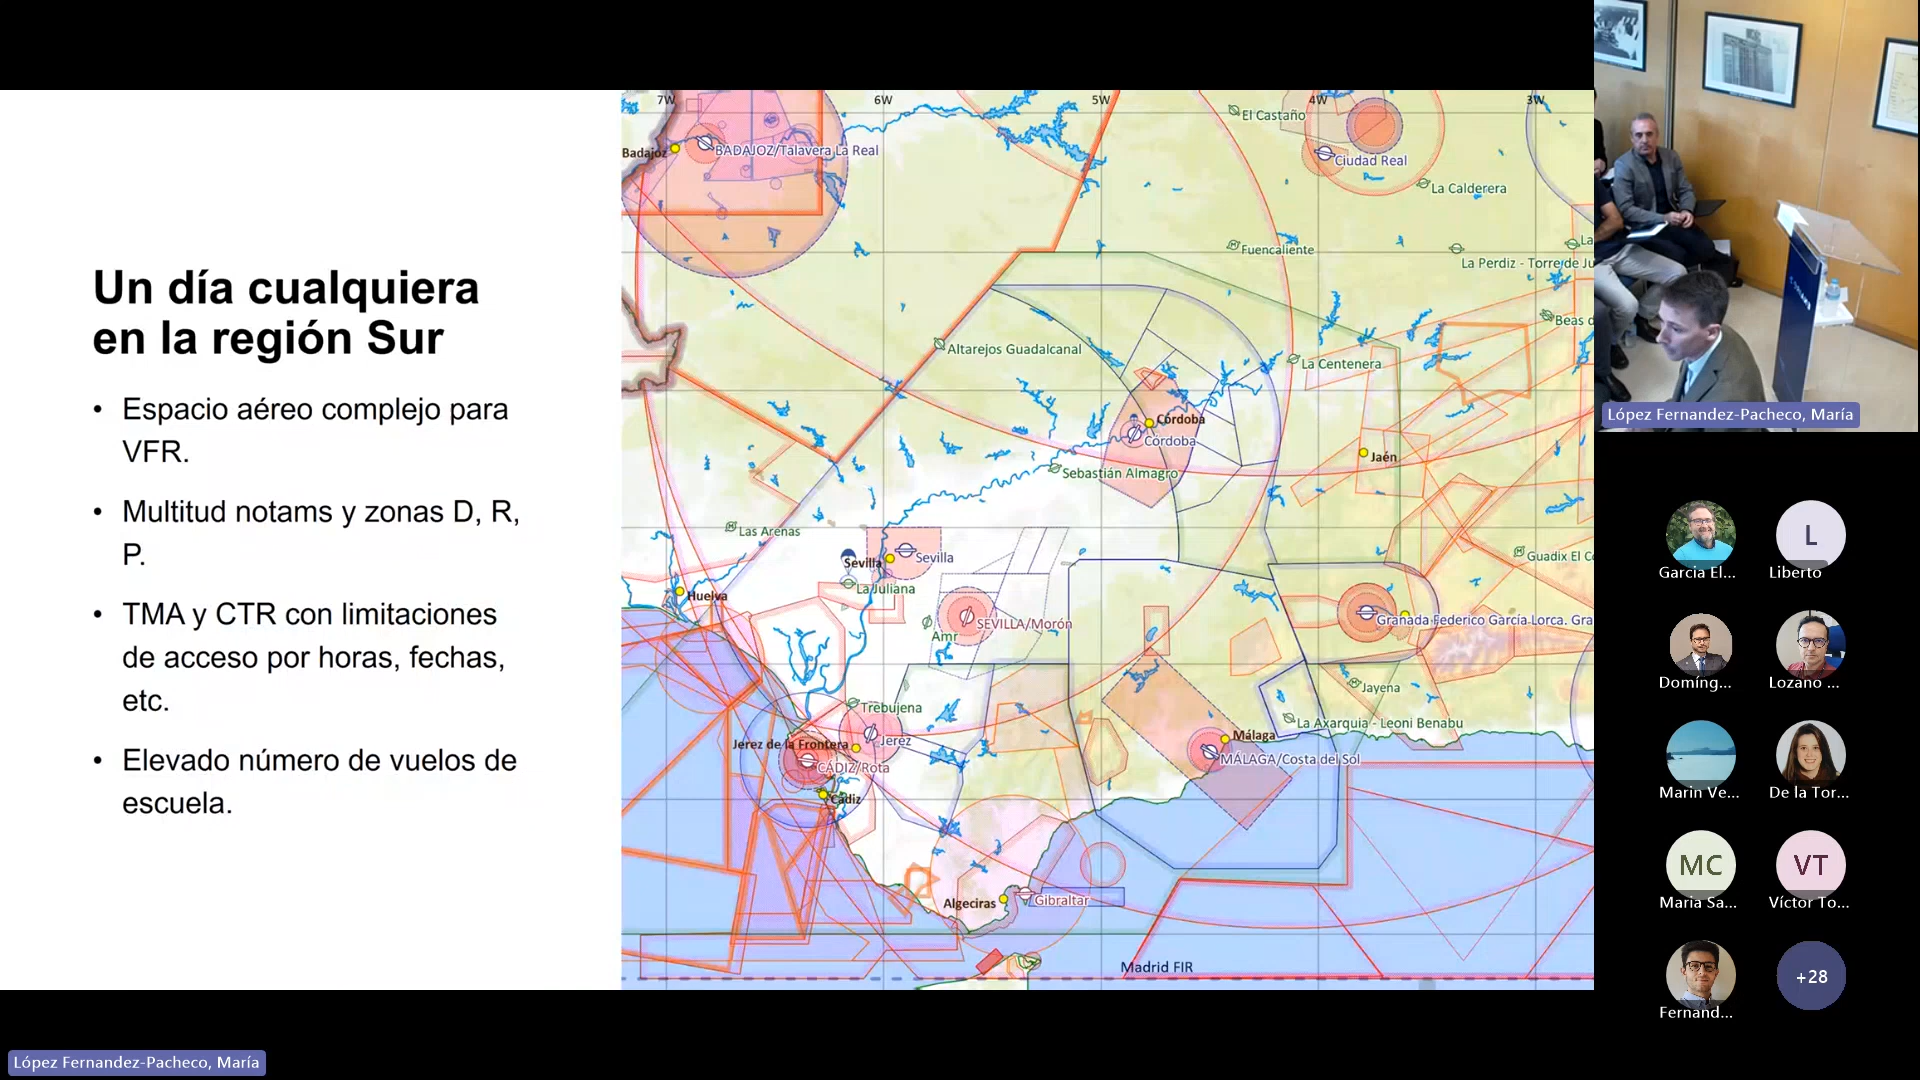 Un día cualquiera
en la región Sur
• Espacio aéreo complejo para
VFR.
• Multitud notams y zonas D, R,
P.
• TMA y CTR con limitaciones
de acceso por horas, fechas,
etc.
• Elevado número de vuelos de
escuela.
7W
6W
5W
4W
3W
El Castaño
Badajoz
BADAJOZ/Talavera La Real
Ciudad Real
La Calderera
Fuencaliente
La
La Perdiz - Torre de Ju
Beas d
Altarejos Guadalcanal
La Centenera
Córdoba
Córdoba
Jaén
Sebastián Almagro
Las Arenas
Sevilla
Sevilla
Guadix El C
La Juliana
Huelva
SEVILLA/Morón
Granada Federico García Lorca. Gra
Amr
Jayena
Trebujena
La Axarquia - Leoni Benabu
Jerez de la Frontera
Jerez
Málaga
MÁLAGA/Costa del Sol
CÁDIZ/Rota
Cádiz
Algeciras
Gibraltar
Madrid FIR
López Fernandez-Pacheco, María
L
Garcia El...
Liberto
Domíng...
Lozano ...
Marin Ve...
De la Tor...
MC
VT
Maria Sa...
Víctor To...
+28
Fernand...
López Fernandez-Pacheco, María